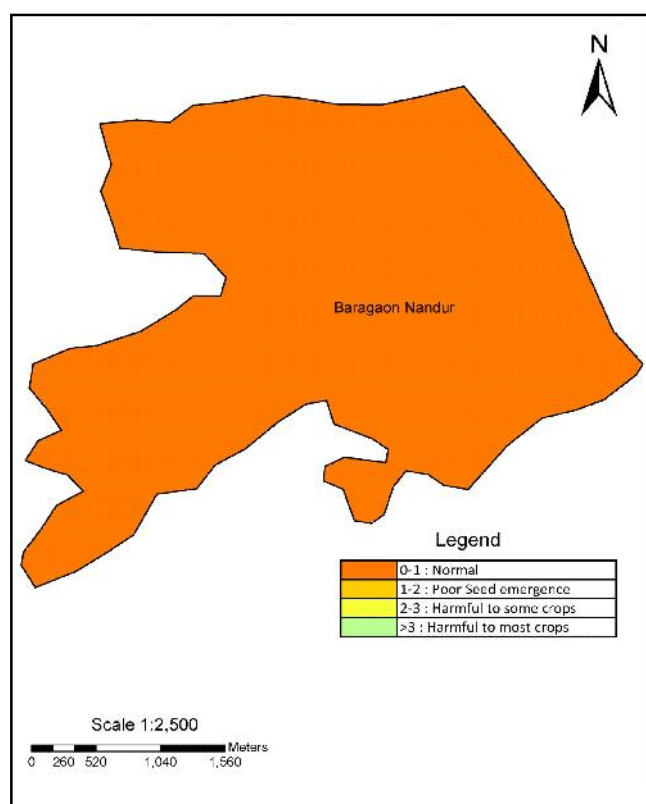 N
Baragaon Nandur
Legend
0-1 : Normal
1-2 : Poor Seed emergence
2-3 : Harmful to some crops
>3 : Harmful to most crops
Scale 1:2,500
Meters
0 260 520 1,040 1,560